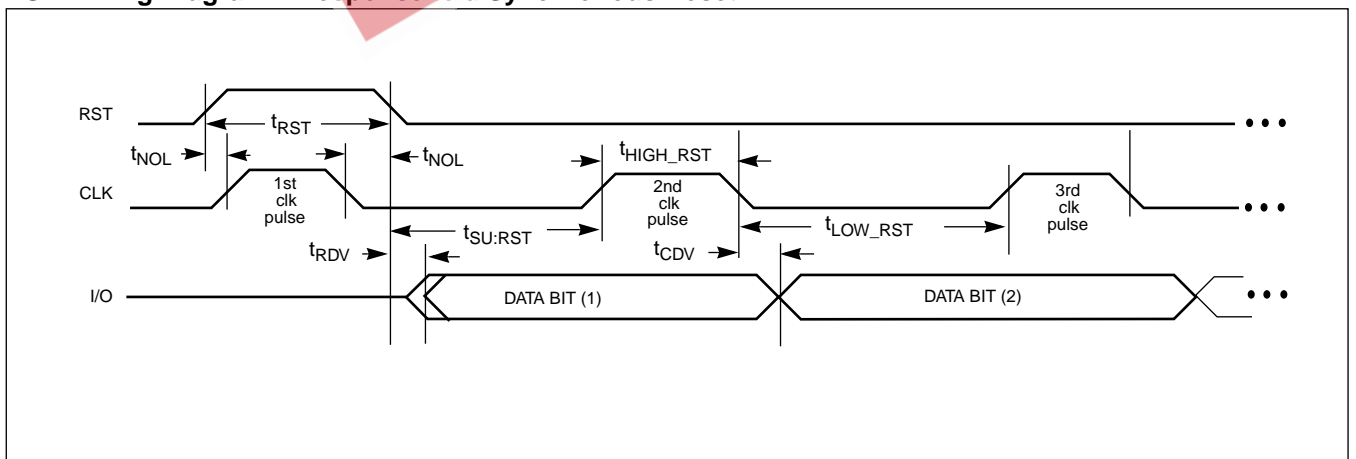 RST
tRST
tNOL
tNOL
tHIGH_RST
CLK
1st
clk
pulse
2nd
clk
pulse
3rd
clk
pulse
tSU:RST
tLOW_RST
tRDV
tCDV
I/O
DATA BIT (1)
DATA BIT (2)